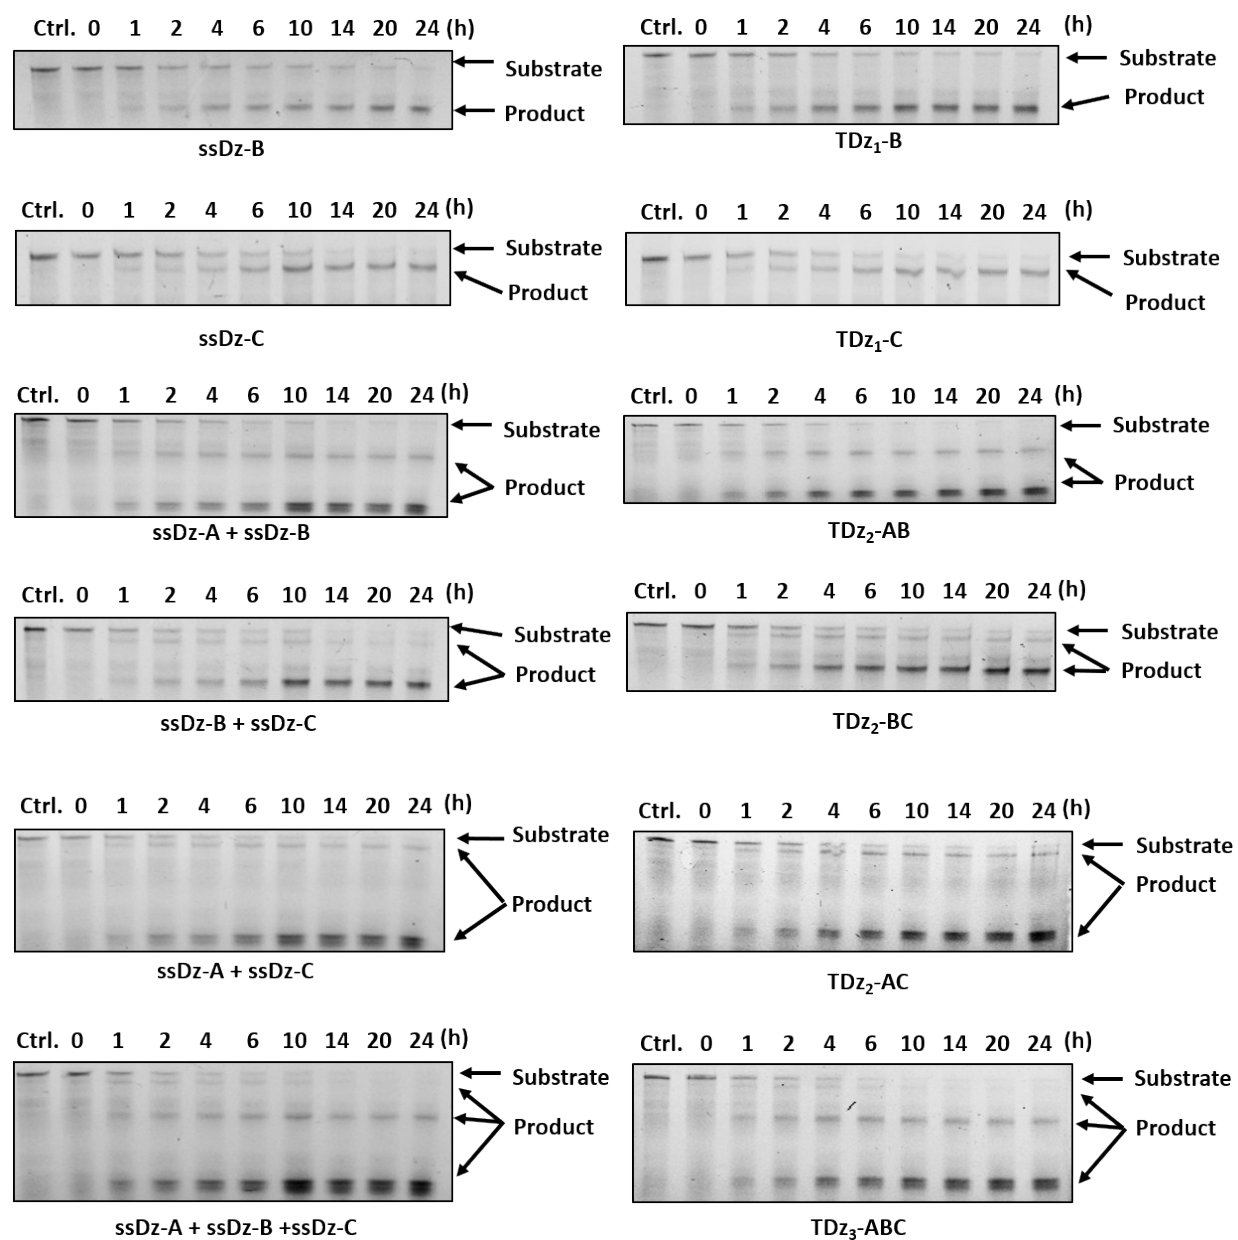 Ctrl. 0 1 2 4 6 10 14 20 24 (h)
Substrate
Product
ssDz-B
Ctrl. 0 1 2 4 6 10 14 20 24 (h)
Substrate
Product
TDz₁-B
Ctrl. 0 1 2 4 6 10 14 20 24 (h)
Substrate
Product
ssDz-C
Ctrl. 0 1 2 4 6 10 14 20 24 (h)
Substrate
Product
TDz₁-C
Ctrl. 0 1 2 4 6 10 14 20 24 (h)
Substrate
Product
ssDz-A + ssDz-B
Ctrl. 0 1 2 4 6 10 14 20 24 (h)
Substrate
Product
TDz₂-AB
Ctrl. 0 1 2 4 6 10 14 20 24 (h)
Substrate
Product
ssDz-B + ssDz-C
Ctrl. 0 1 2 4 6 10 14 20 24 (h)
Substrate
Product
TDz₂-BC
Ctrl. 0 1 2 4 6 10 14 20 24 (h)
Substrate
Product
ssDz-A + ssDz-C
Ctrl. 0 1 2 4 6 10 14 20 24 (h)
Substrate
Product
TDz₂-AC
Ctrl. 0 1 2 4 6 10 14 20 24 (h)
Substrate
Product
ssDz-A + ssDz-B +ssDz-C
Ctrl. 0 1 2 4 6 10 14 20 24 (h)
Substrate
Product
TDz₃-ABC